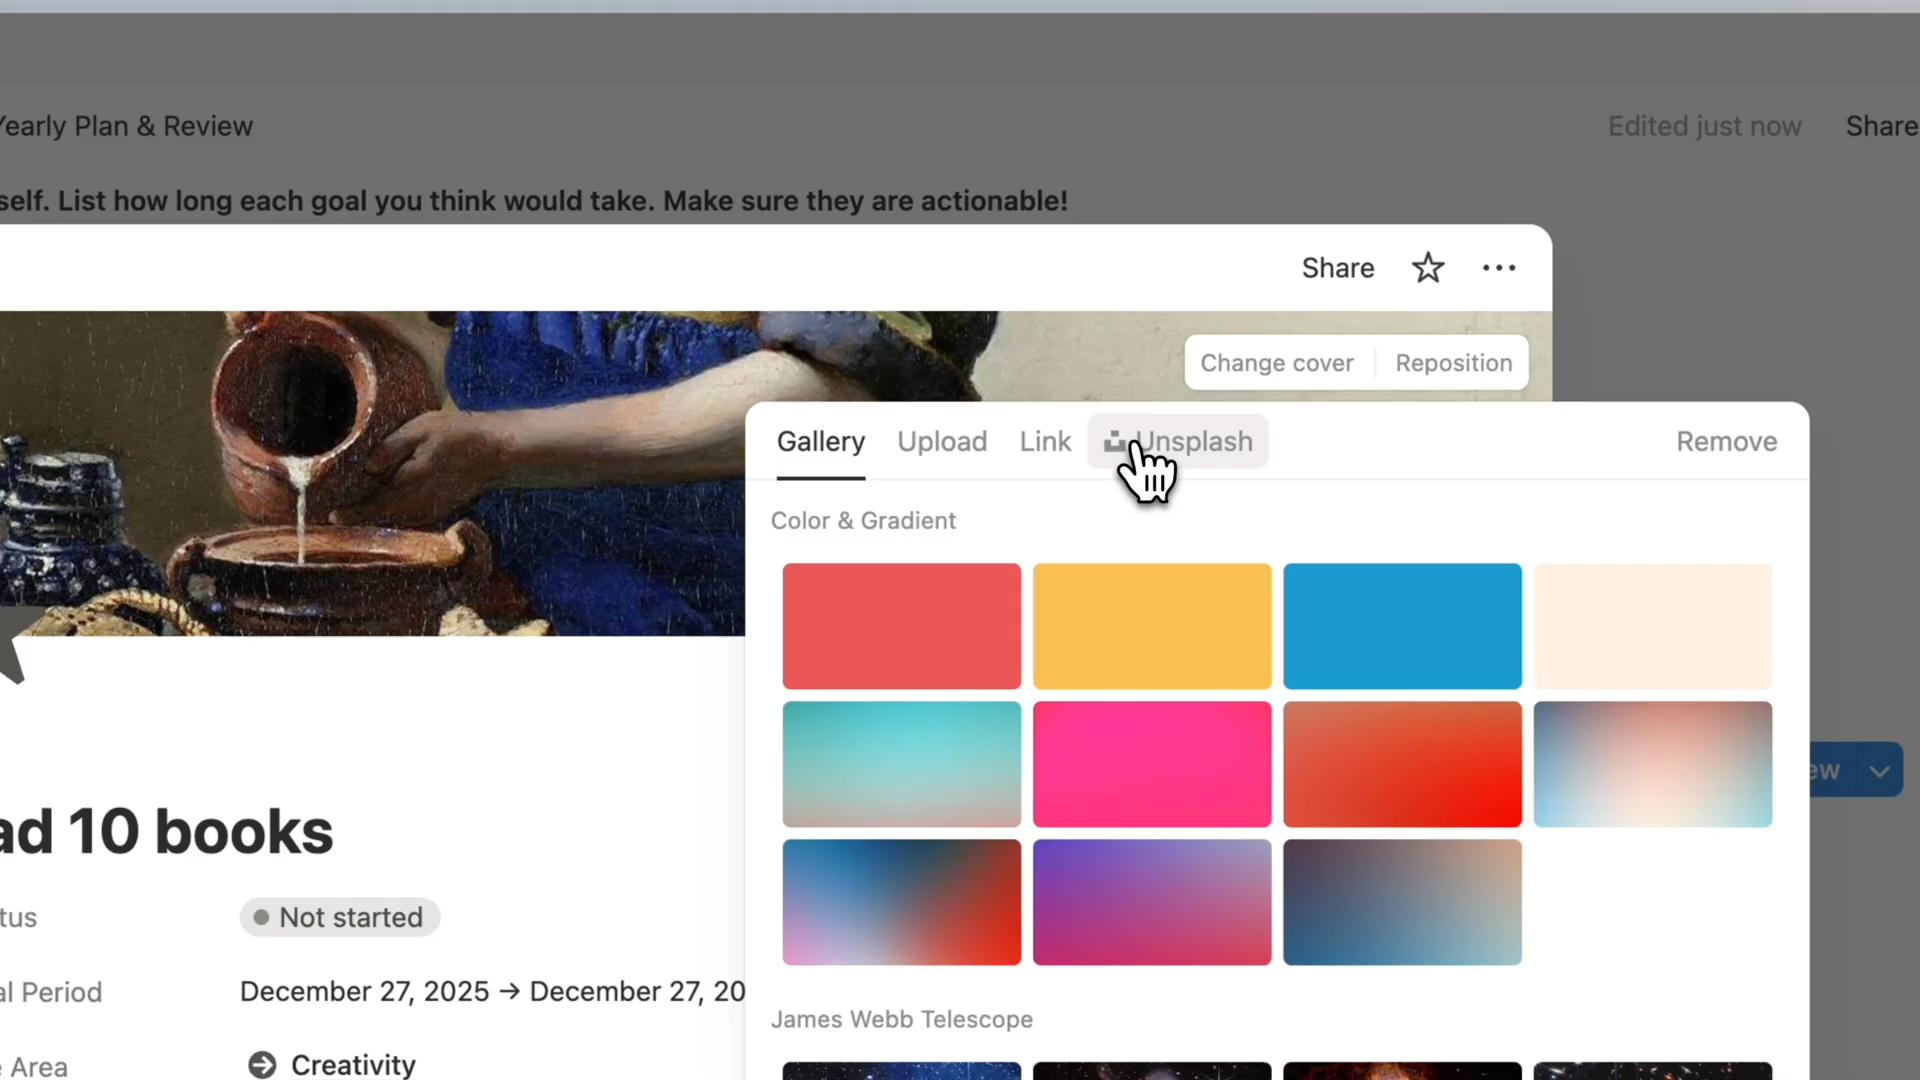 Yearly Plan & Review
Edited just now
Share
self. List how long each goal you think would take. Make sure they are actionable!
Share
Change cover
Reposition
Gallery
Upload
Link
Unsplash
Remove
Color & Gradient
ad 10 books
tus
Not started
al Period
December 27, 2025 → December 27, 20
Area
Creativity
James Webb Telescope
ew